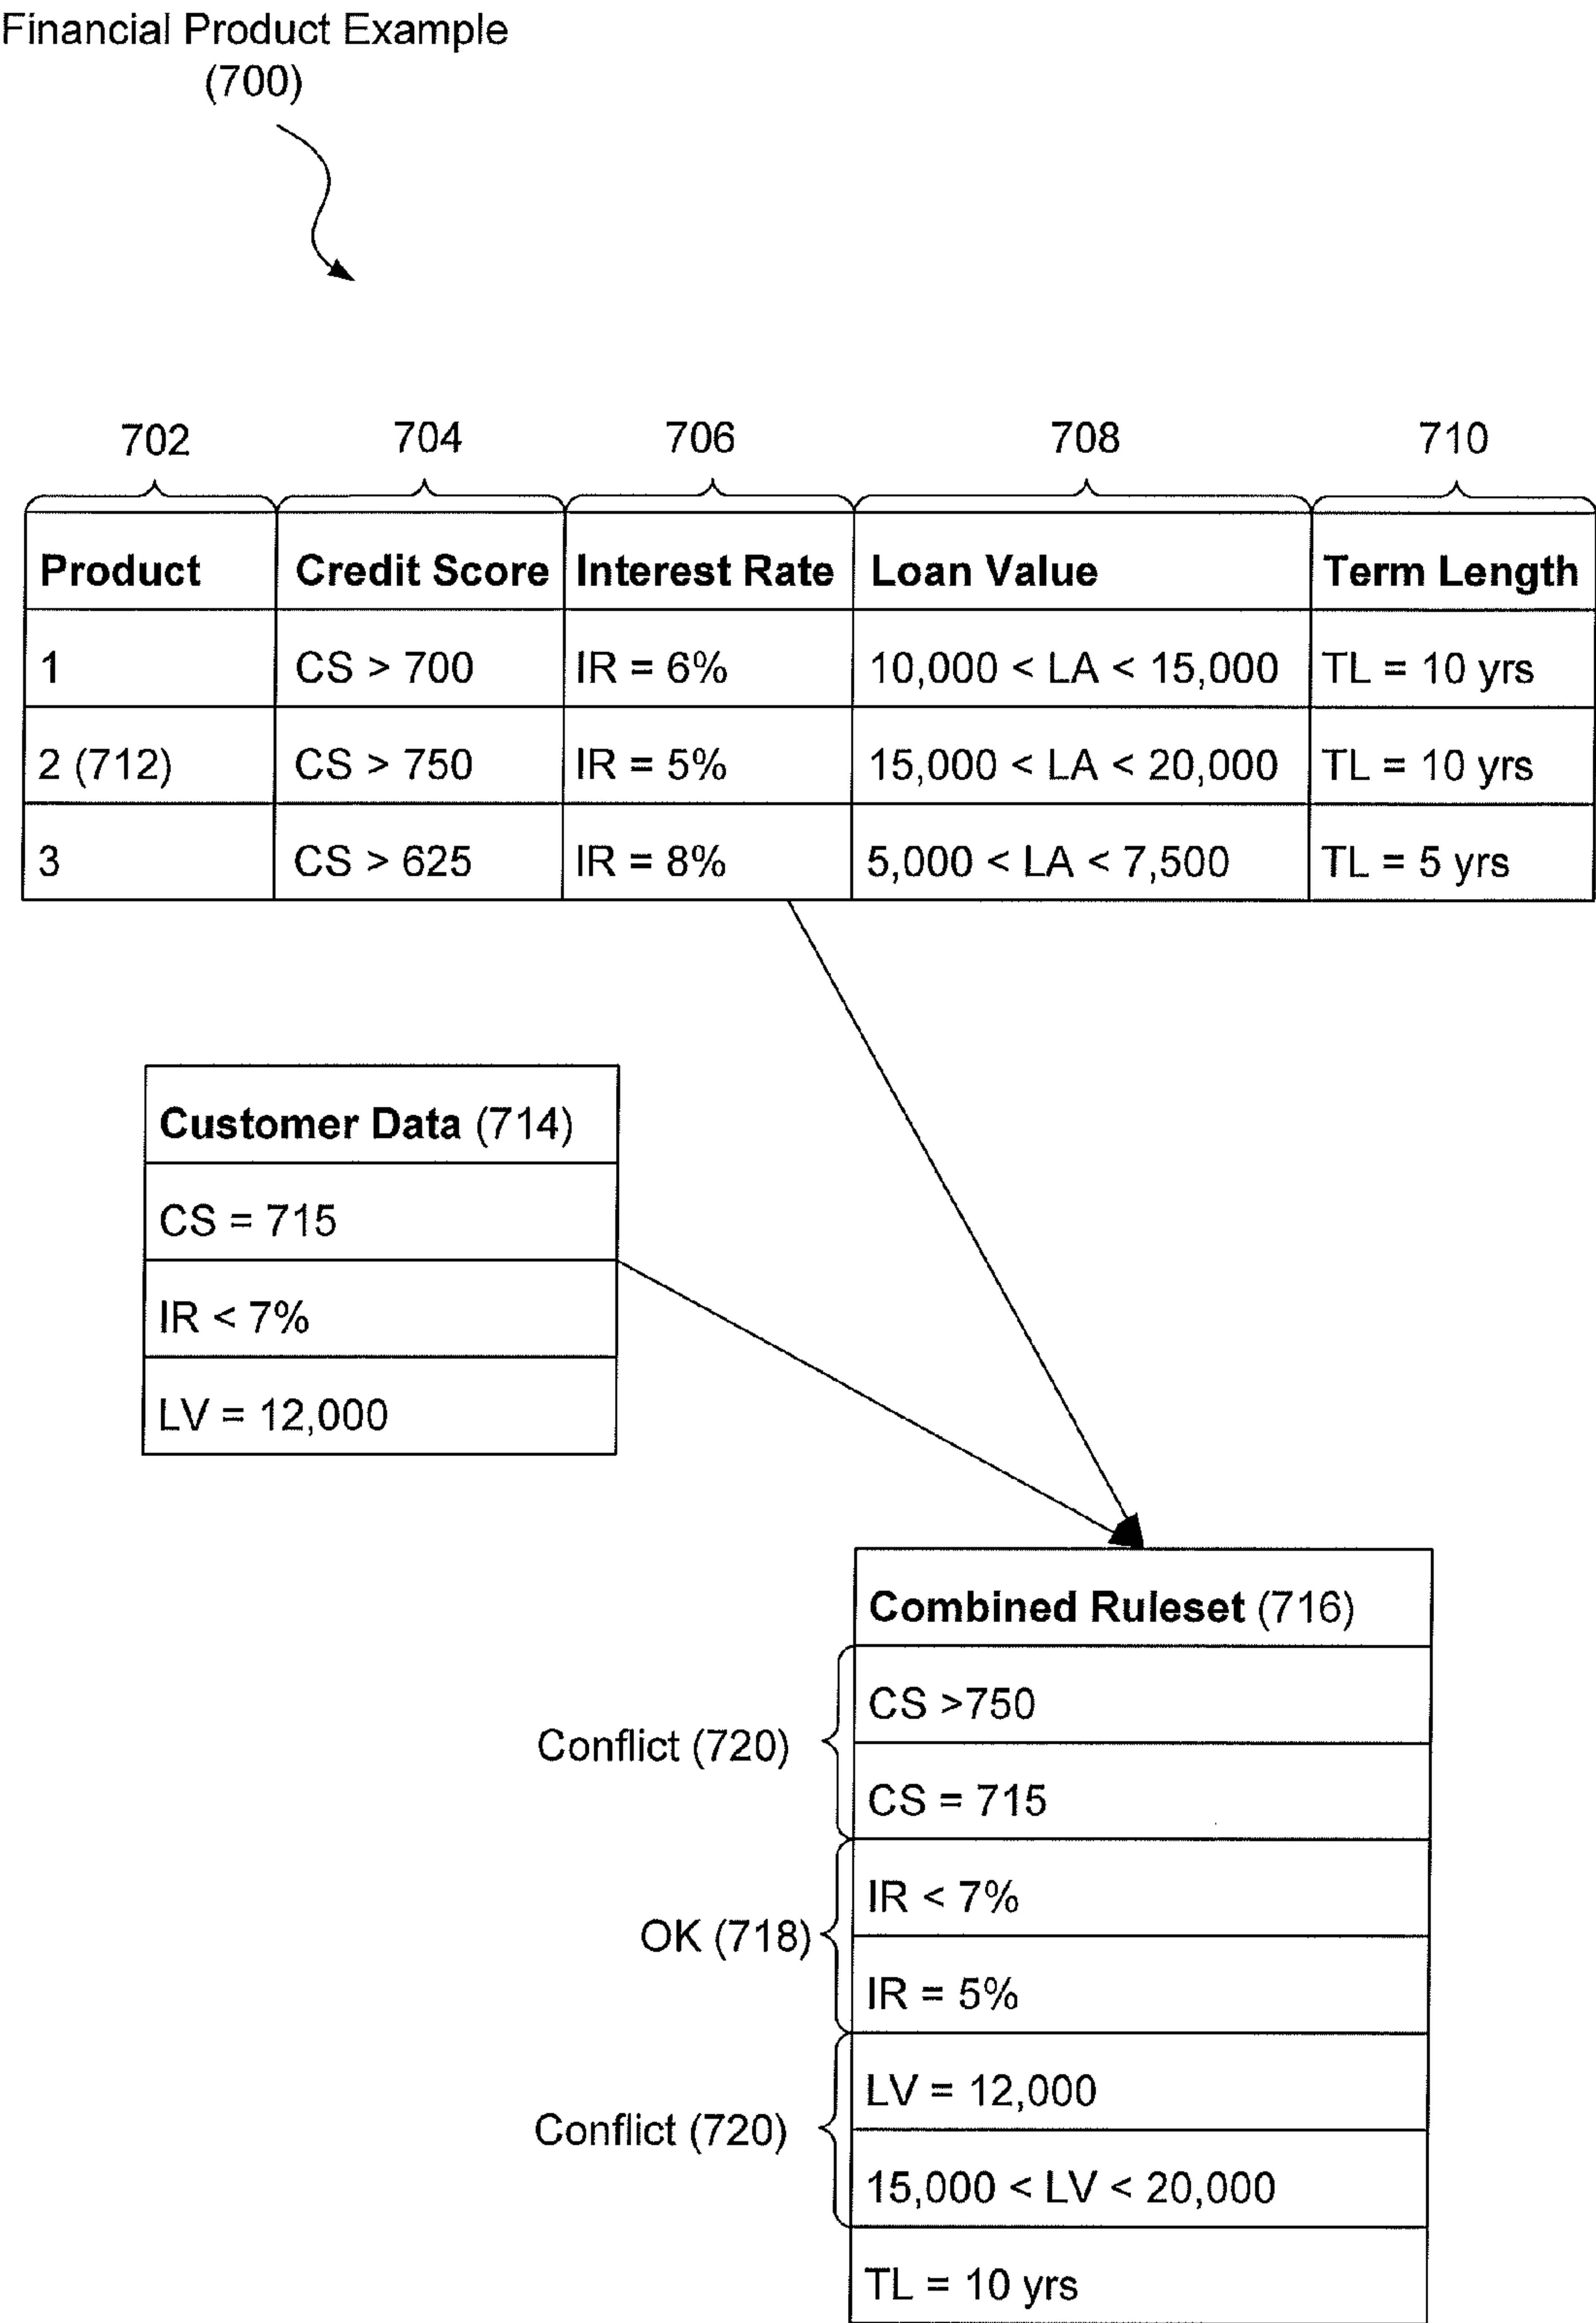 Financial Product Example
(700)
702 704 706 708 710
Product Credit Score Interest Rate Loan Value Term Length
1 CS > 700 IR = 6% 10,000 < LA < 15,000 TL = 10 yrs
2 (712) CS > 750 IR = 5% 15,000 < LA < 20,000 TL = 10 yrs
3 CS > 625 IR = 8% 5,000 < LA < 7,500 TL = 5 yrs
Customer Data (714)
CS = 715
IR < 7%
LV = 12,000
Combined Ruleset (716)
CS >750
Conflict (720)
CS = 715
IR < 7%
OK (718)
IR = 5%
LV = 12,000
Conflict (720)
15,000 < LV < 20,000
TL = 10 yrs